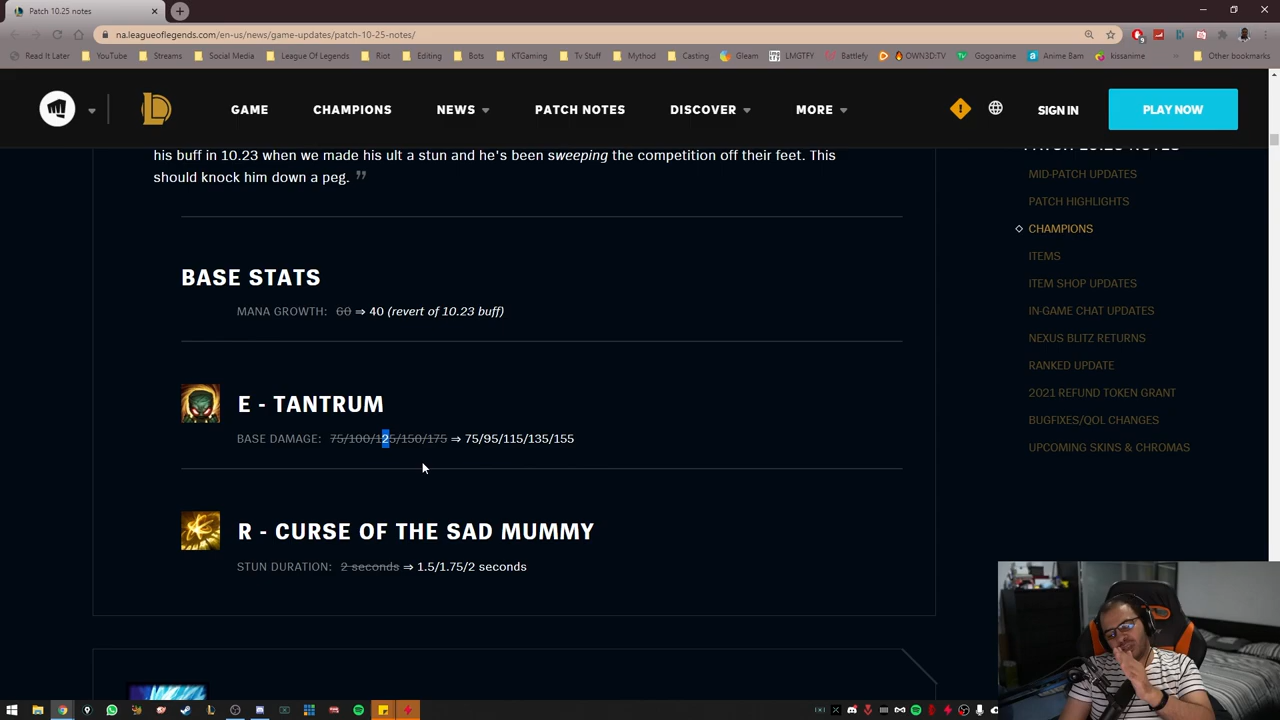 Patch 10.25 notes
na.leagueoflegends.com/en-us/news/game-updates/patch-10-25-notes/
Read It Later YouTube Streams Social Media League Of Legends Riot Editing Bots KTGaming Tv Stuff Mythod Casting Gleam LMGTFY Battlefy OWN3D:TV Gogoanime Anime Bam kissanime Other bookmarks
GAME CHAMPIONS NEWS PATCH NOTES DISCOVER MORE SIGN IN PLAY NOW
his buff in 10.23 when we made his ult a stun and he's been sweeping the competition off their feet. This
should knock him down a peg. ”
BASE STATS
MANA GROWTH: 60 ⇒ 40 (revert of 10.23 buff)
E - TANTRUM
BASE DAMAGE: 75/100/125/150/175 ⇒ 75/95/115/135/155
R - CURSE OF THE SAD MUMMY
STUN DURATION: 2 seconds ⇒ 1.5/1.75/2 seconds
PATCH 10.25 NOTES
MID-PATCH UPDATES
PATCH HIGHLIGHTS
CHAMPIONS
ITEMS
ITEM SHOP UPDATES
IN-GAME CHAT UPDATES
NEXUS BLITZ RETURNS
RANKED UPDATE
2021 REFUND TOKEN GRANT
BUGFIXES/QOL CHANGES
UPCOMING SKINS & CHROMAS